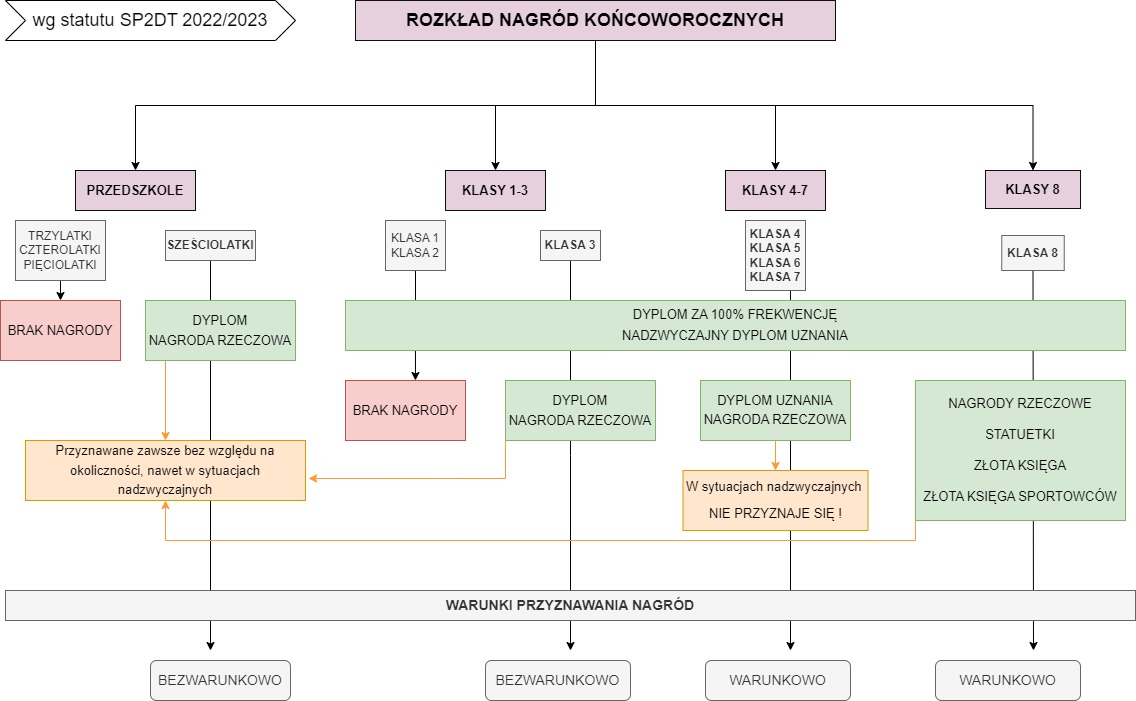 wg statutu SP2DT 2022/2023
ROZKŁAD NAGRÓD KOŃCOWOROCZNYCH
PRZEDSZKOLE
KLASY 1-3
KLASY 4-7
KLASY 8
TRZYLATKI
CZTEROLATKI
PIĘCIOLATKI
SZEŚCIOLATKI
KLASA 1
KLASA 2
KLASA 3
KLASA 4
KLASA 5
KLASA 6
KLASA 7
KLASA 8
BRAK NAGRODY
DYPLOM
NAGRODA RZECZOWA
DYPLOM ZA 100% FREKWENCJĘ
NADZWYCZAJNY DYPLOM UZNANIA
BRAK NAGRODY
DYPLOM
NAGRODA RZECZOWA
DYPLOM UZNANIA
NAGRODA RZECZOWA
NAGRODY RZECZOWE
STATUETKI
ZŁOTA KSIĘGA
ZŁOTA KSIĘGA SPORTOWCÓW
Przyznawane zawsze bez względu na
okoliczności, nawet w sytuacjach
nadzwyczajnych
W sytuacjach nadzwyczajnych
NIE PRZYZNAJE SIĘ !
WARUNKI PRZYZNAWANIA NAGRÓD
BEZWARUNKOWO
BEZWARUNKOWO
WARUNKOWO
WARUNKOWO